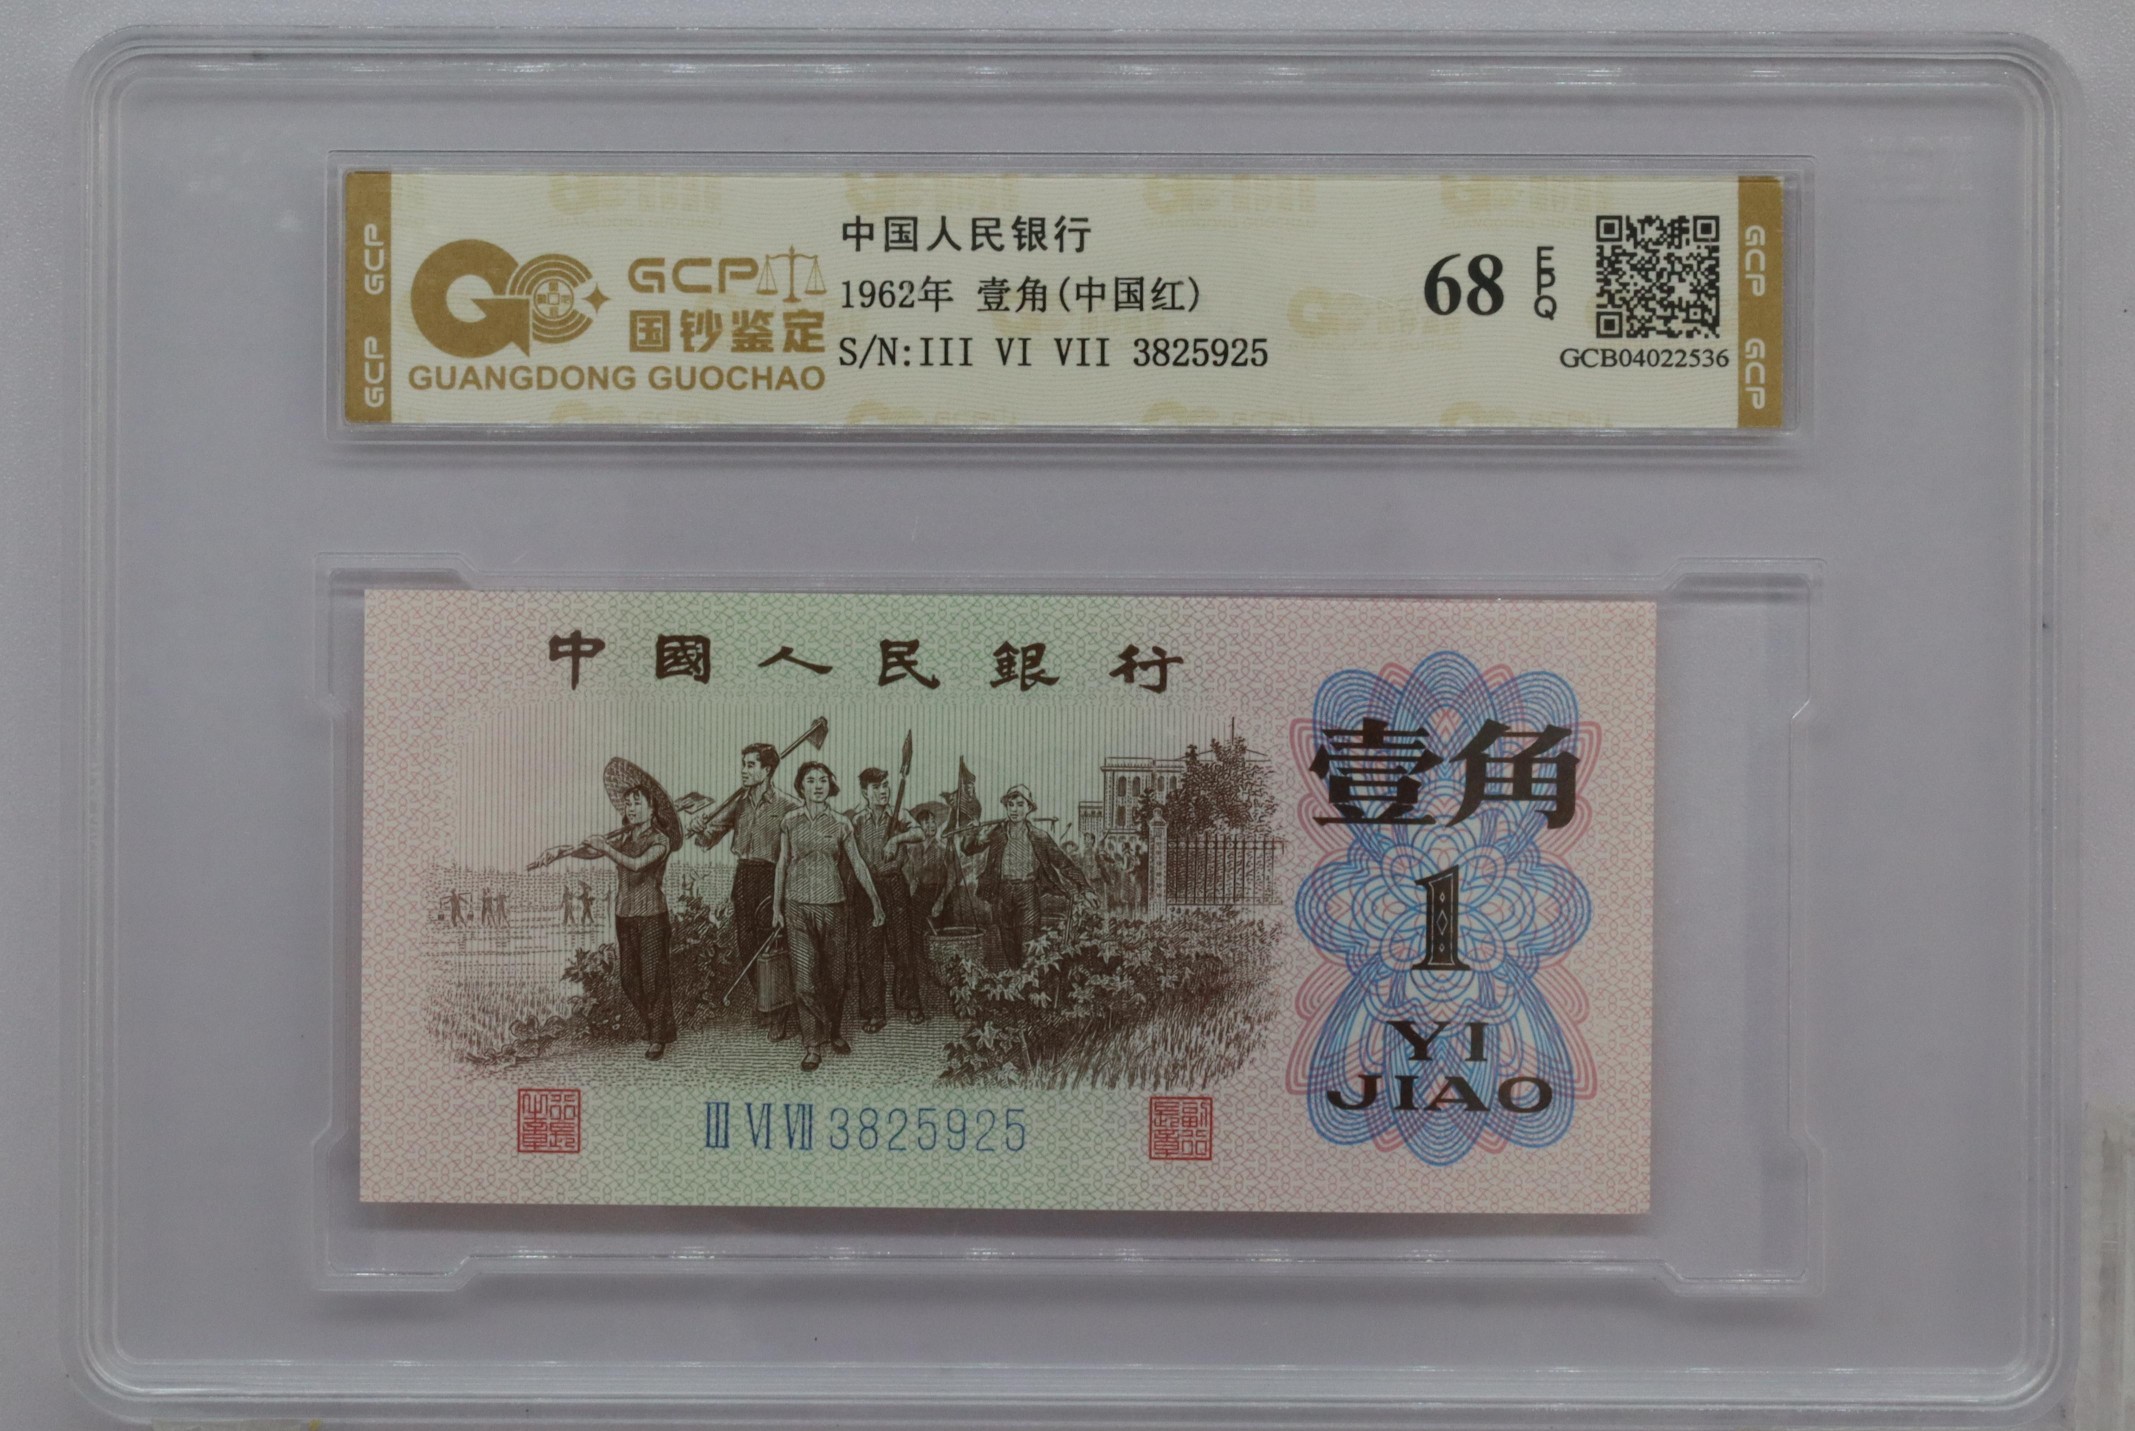 GCP
GCP
GCP
国钞鉴定
GUANGDONG GUOCHAO
中国人民银行
1962年 壹角(中国红)
S/N:III VI VII 3825925
68
EPQ
GCB04022536
GCP
GCP
中國人民銀行
壹角
1
YI
JIAO
Ⅲ Ⅵ Ⅶ 3825925